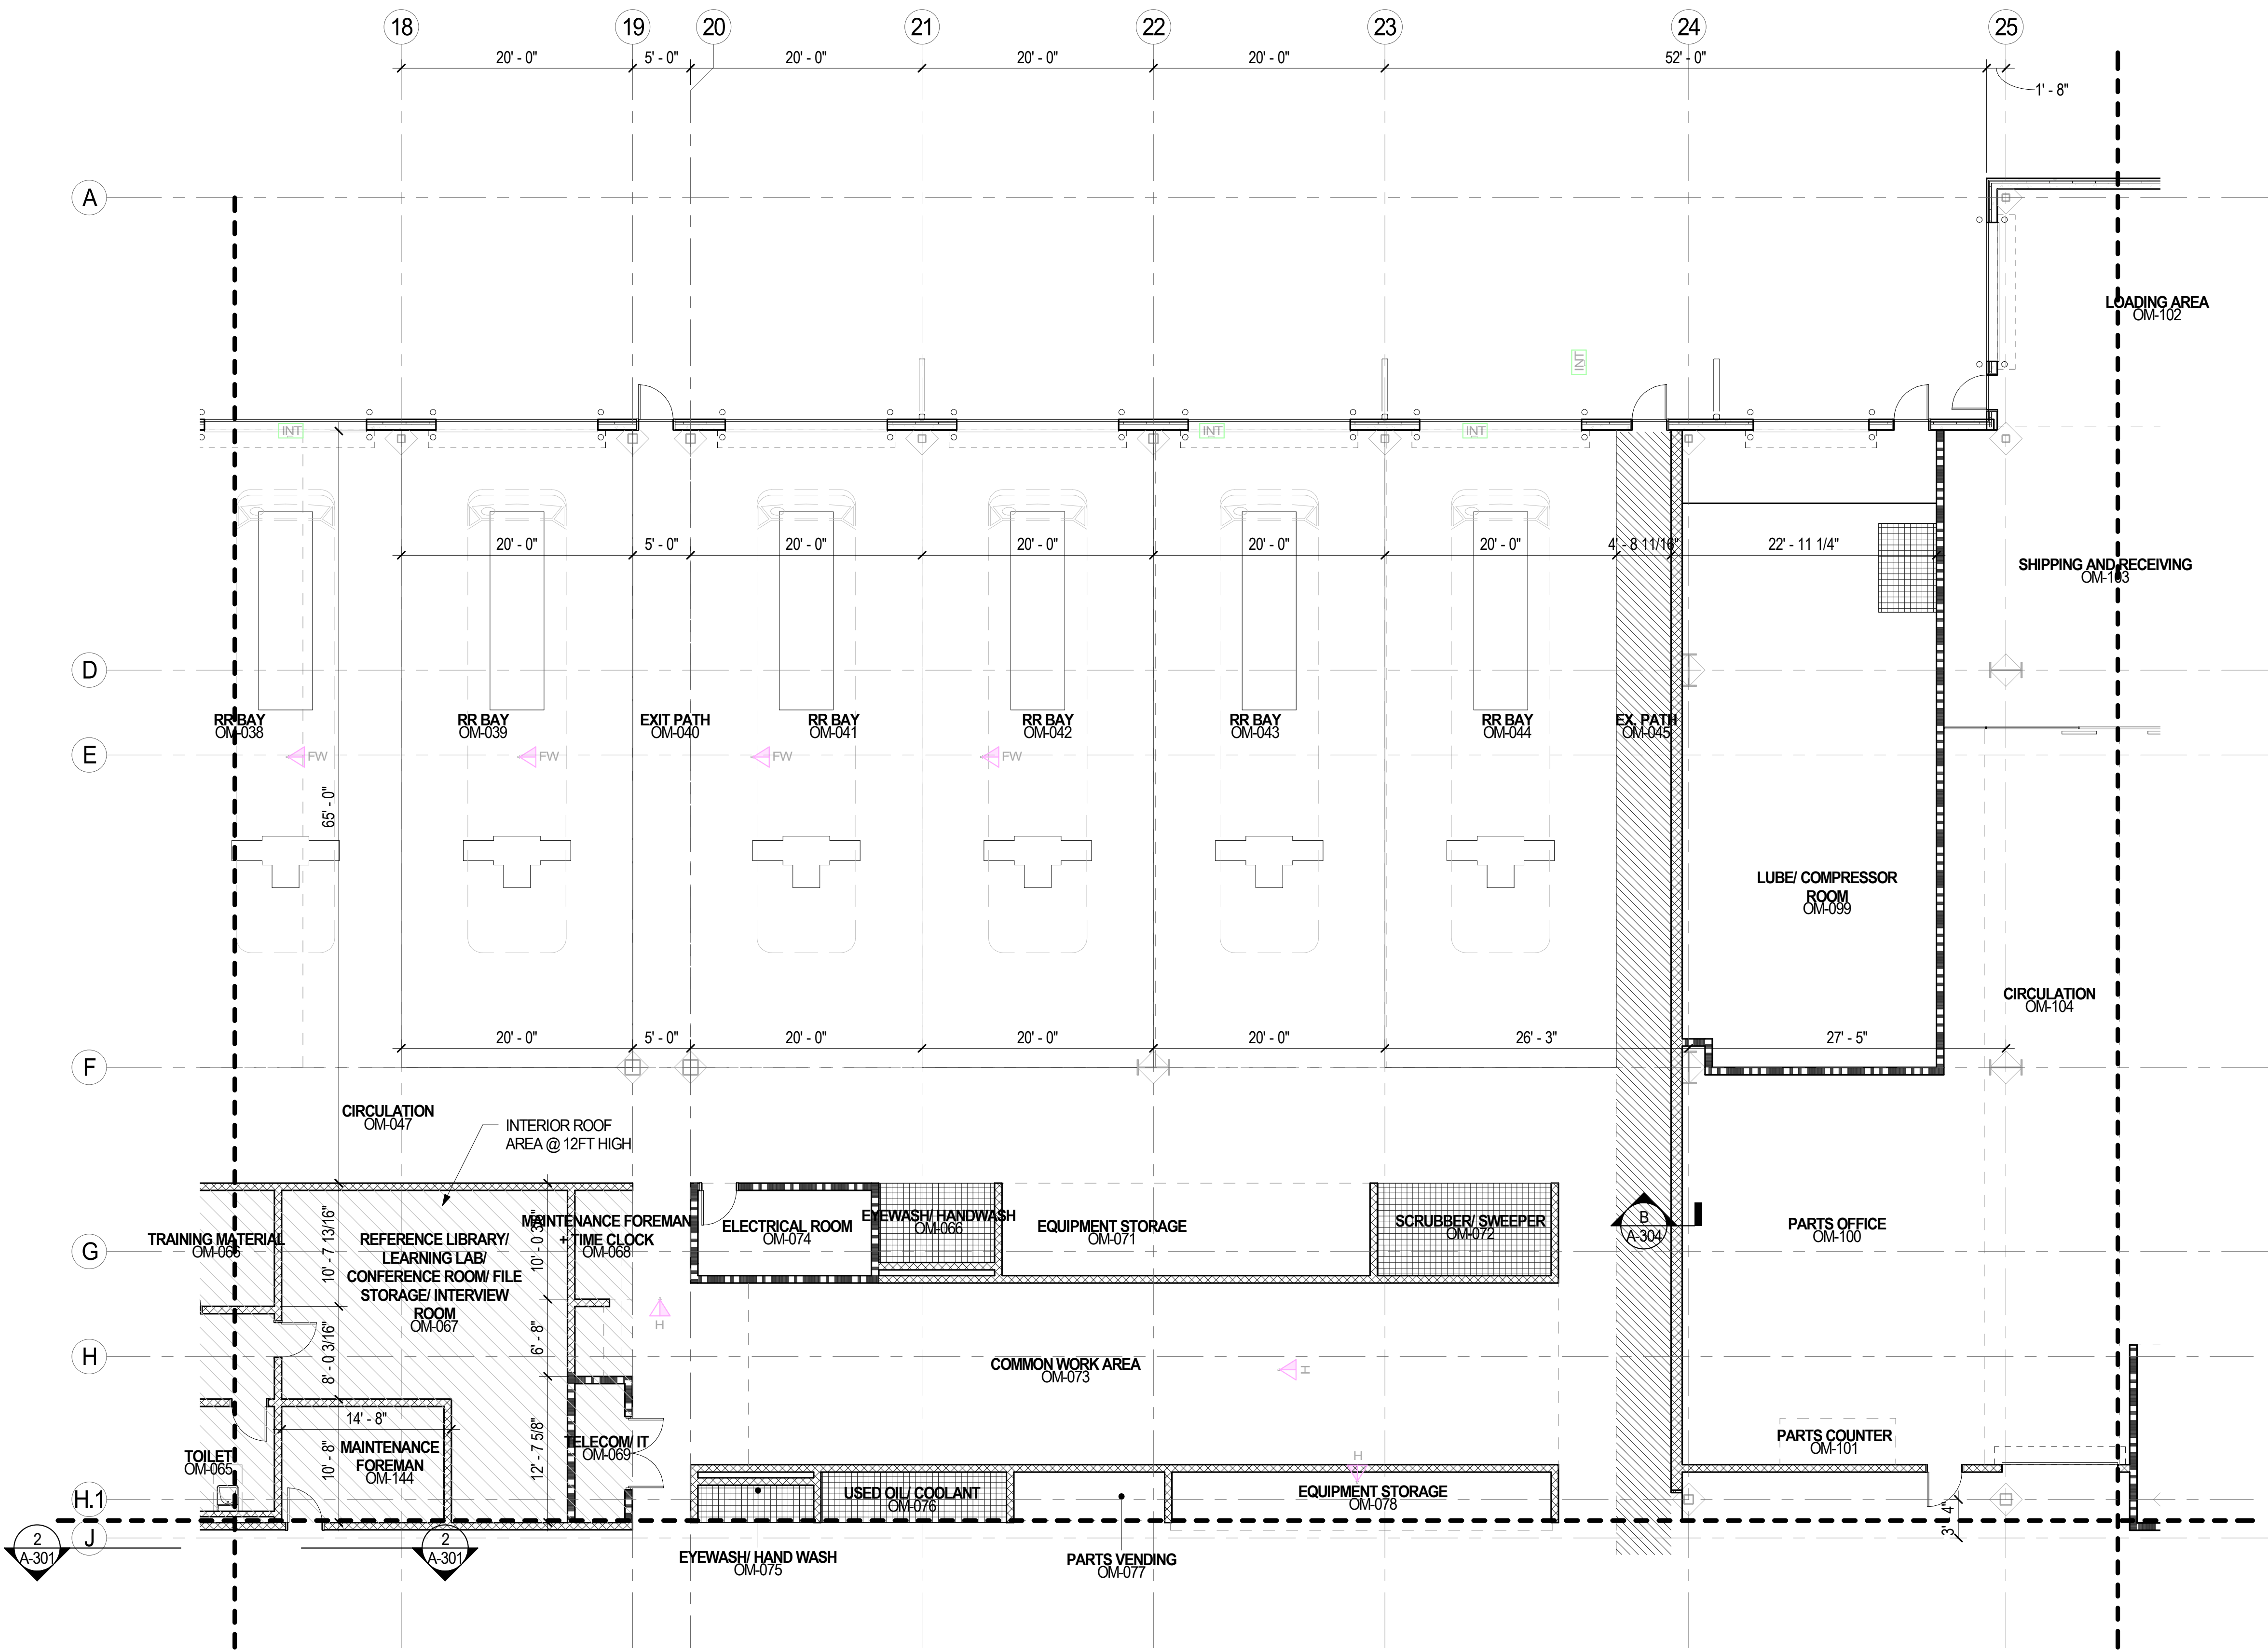 18
19
20
21
22
23
24
25
20' - 0"
5' - 0"
20' - 0"
20' - 0"
20' - 0"
52' - 0"
1' - 8"
A
LOADING AREA
OM-102
INT
INT
INT
INT
20' - 0"
5' - 0"
20' - 0"
20' - 0"
20' - 0"
20' - 0"
4' - 8 11/16"
22' - 11 1/4"
SHIPPING AND RECEIVING
OM-103
D
RR BAY
OM-038
RR BAY
OM-039
EXIT PATH
OM-040
RR BAY
OM-041
RR BAY
OM-042
RR BAY
OM-043
RR BAY
OM-044
EX. PATH
OM-045
E
FW
FW
FW
FW
65' - 0"
LUBE/ COMPRESSOR
ROOM
OM-099
CIRCULATION
OM-104
20' - 0"
5' - 0"
20' - 0"
20' - 0"
20' - 0"
26' - 3"
27' - 5"
F
CIRCULATION
OM-047
INTERIOR ROOF
AREA @ 12FT HIGH
G
TRAINING MATERIAL
OM-066
10' - 7 13/16"
REFERENCE LIBRARY/
LEARNING LAB/
CONFERENCE ROOM/ FILE
STORAGE/ INTERVIEW
ROOM
OM-067
MAINTENANCE FOREMAN
+ TIME CLOCK
OM-068
ELECTRICAL ROOM
OM-074
EYEWASH/ HANDWASH
OM-066
EQUIPMENT STORAGE
OM-071
SCRUBBER/ SWEEPER
OM-072
B
A-304
PARTS OFFICE
OM-100
H
8' - 0 3/16"
6' - 8"
H
COMMON WORK AREA
OM-073
H
14' - 8"
TOILET
OM-065
10' - 8"
MAINTENANCE
FOREMAN
OM-144
12' - 7 5/8"
TELECOM/ IT
OM-069
H
PARTS COUNTER
OM-101
H.1
USED OIL/ COOLANT
OM-076
EQUIPMENT STORAGE
OM-078
3' - 4"
J
2
A-301
2
A-301
EYEWASH/ HAND WASH
OM-075
PARTS VENDING
OM-077